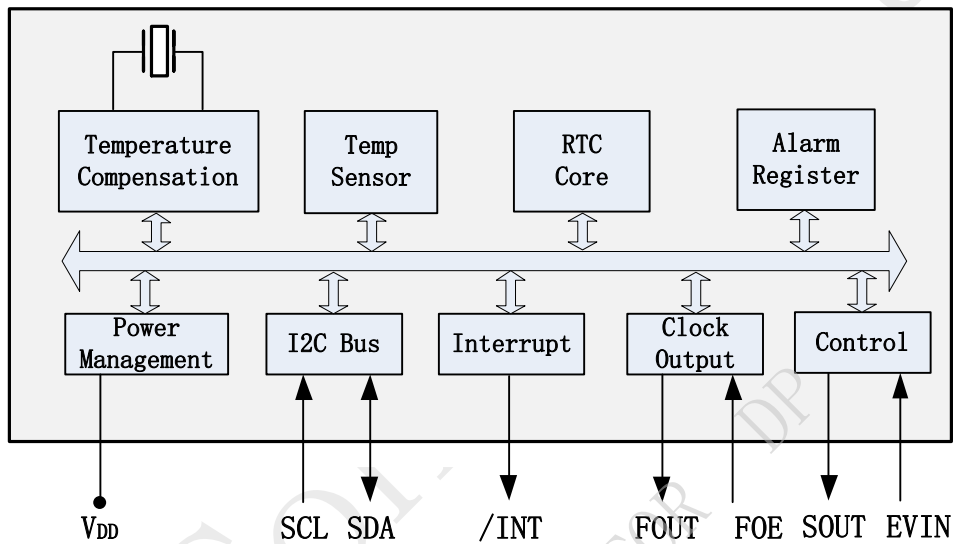 Temperature
Compensation
Temp
Sensor
RTC
Core
Alarm
Register
Power
Management
I2C Bus
Interrupt
Clock
Output
Control
VDD
SCL
SDA
/INT
FOUT
FOE
SOUT
EVIN
DP